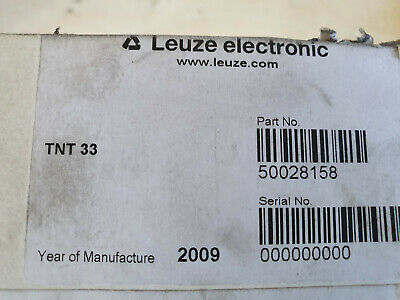 Leuze electronic
www.leuze.com
TNT 33
Part No.
50028158
Serial No.
000000000
Year of Manufacture 2009